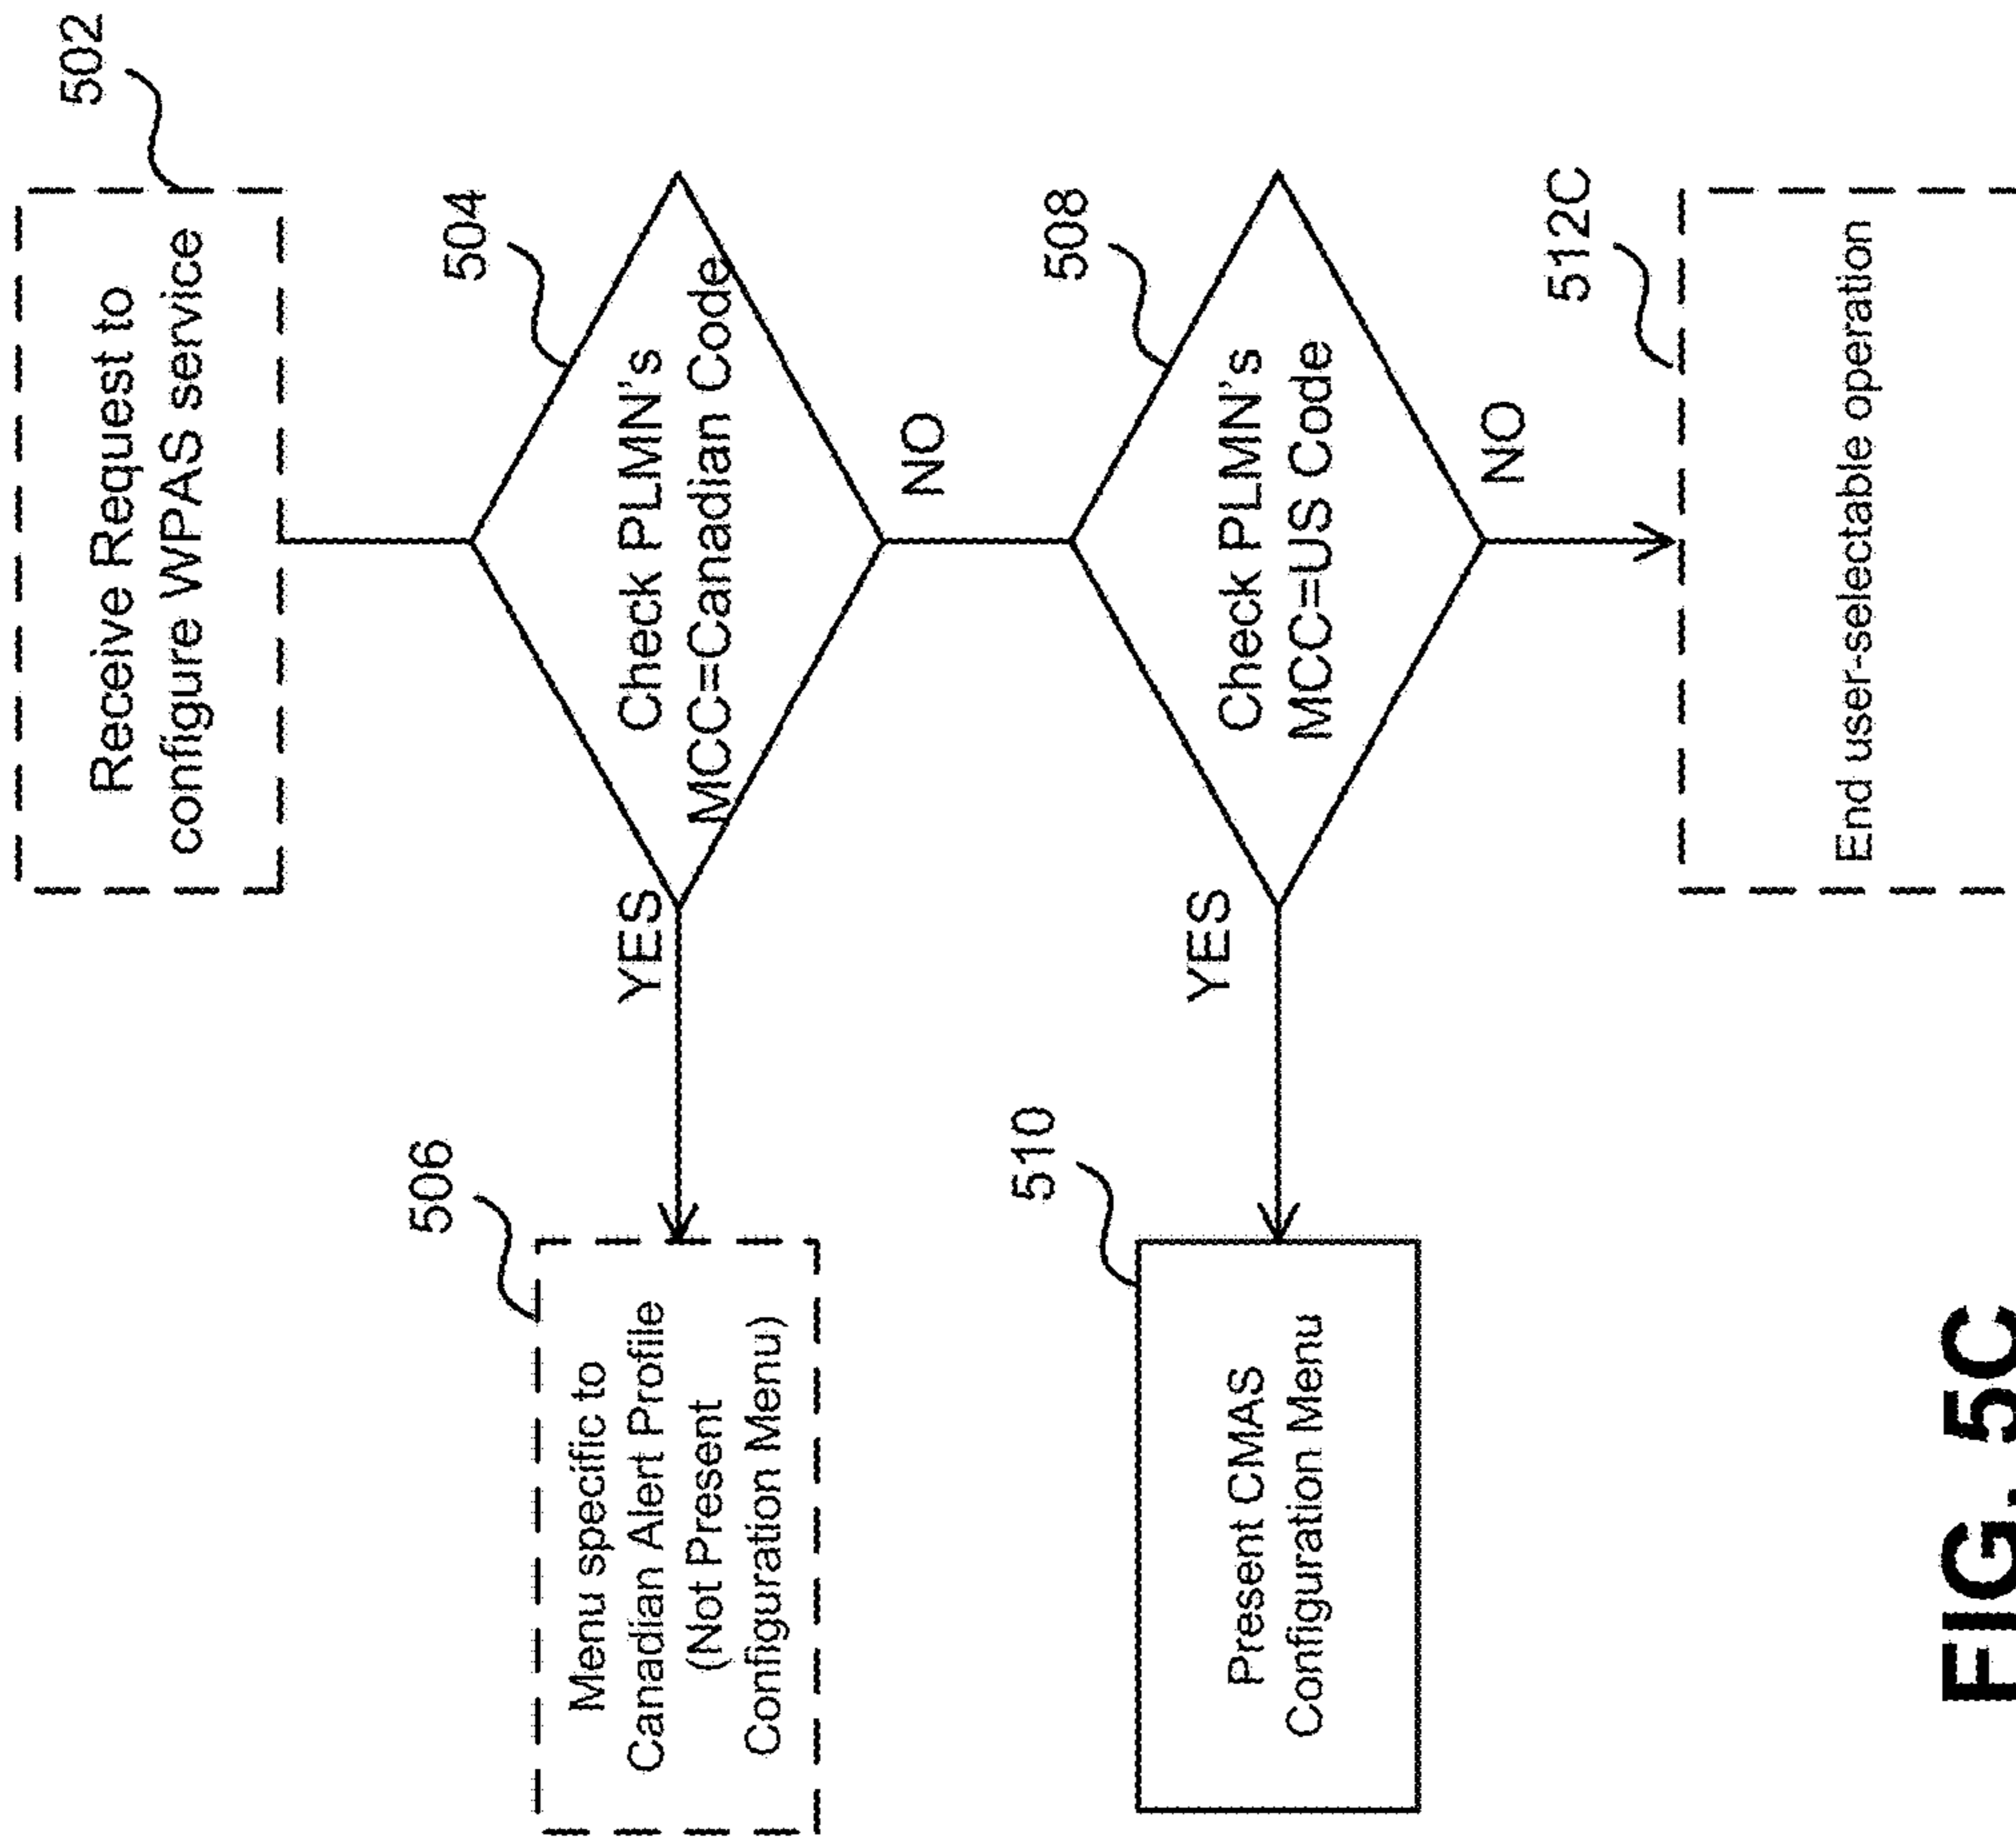 502
Receive Request to
configure WPAS service
504
Check PLMN's
MCC=Canadian Code
YES
NO
506
Menu specific to
Canadian Alert Profile
(Not Present
Configuration Menu)
508
Check PLMN's
MCC=US Code
YES
NO
510
Present CMAS
Configuration Menu
512C
End user-selectable operation
FIG. 5C